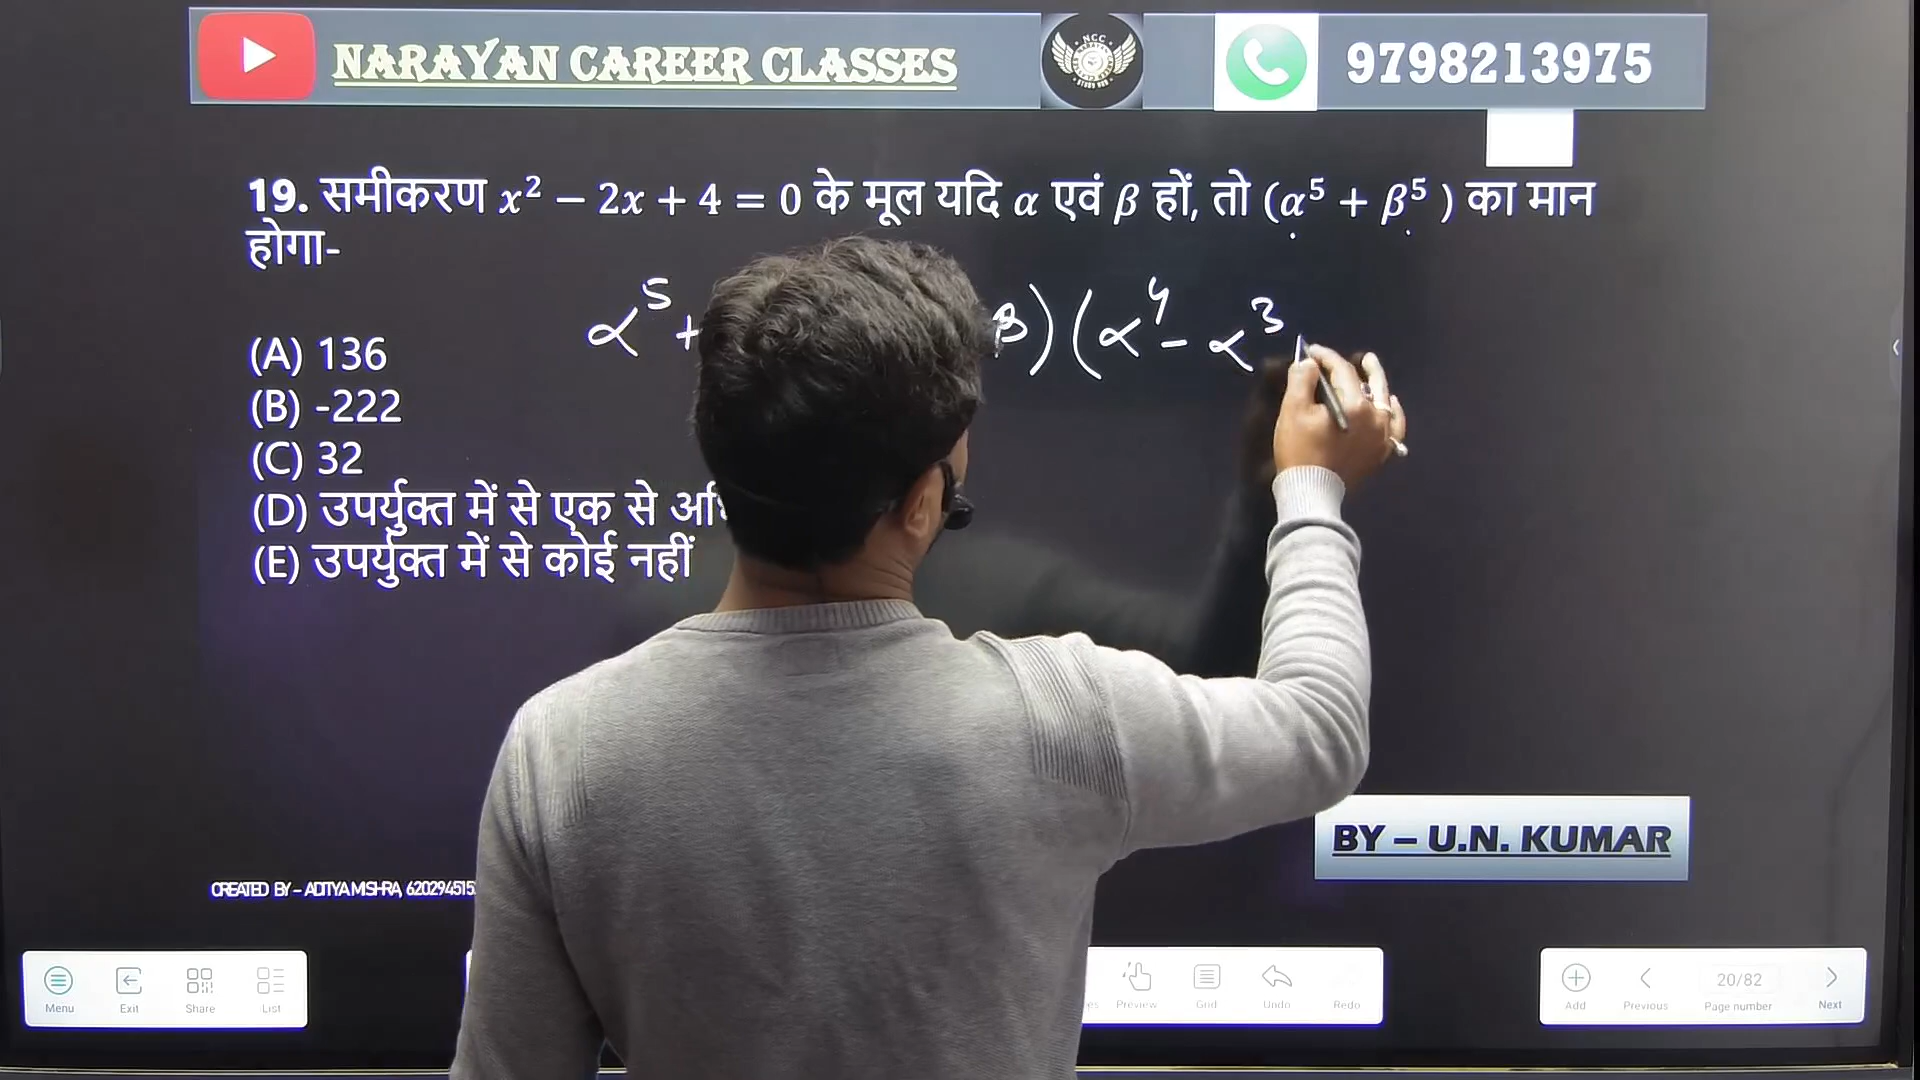 NARAYAN CAREER CLASSES
NCC
9798213975
19. समीकरण x² − 2x + 4 = 0 के मूल यदि α एवं β हों, तो (α⁵ + β⁵ ) का मान
होगा-
α⁵ + β) (α⁴ - α³
(A) 136
(B) -222
(C) 32
(D) उपर्युक्त में से एक से
(E) उपर्युक्त में से कोई नहीं
BY – U.N. KUMAR
CREATED BY – ADITYA MISHRA, 62029451
Menu Exit Share List
Preview Grid Undo Redo
Add Previous 20/82 Page number Next